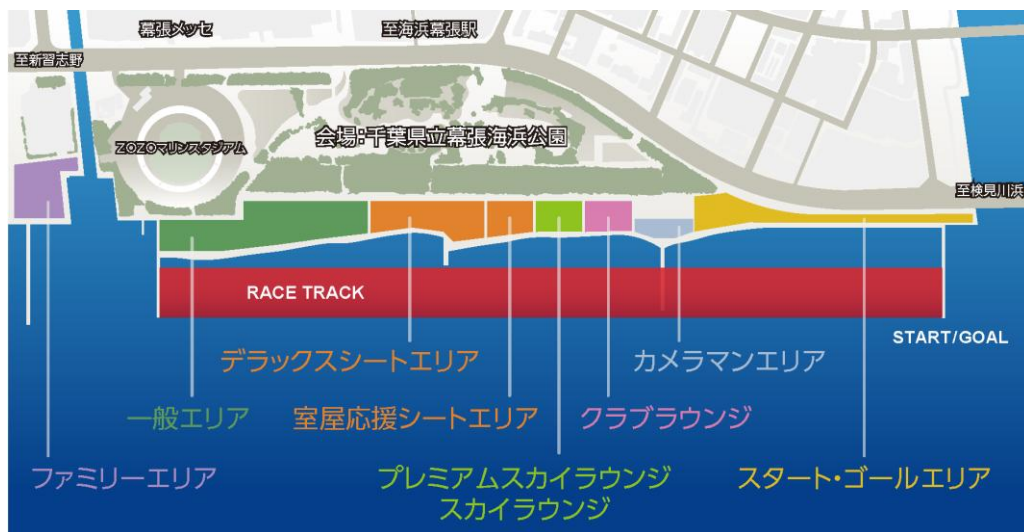 幕張メッセ
至海浜幕張駅
至新習志野
会場:千葉県立幕張海浜公園
ZOZOマリンスタジアム
至検見川浜
RACE TRACK
START/GOAL
デラックスシートエリア
カメラマンエリア
一般エリア
室屋応援シートエリア
クラブラウンジ
ファミリーエリア
プレミアムスカイラウンジ
スカイラウンジ
スタート・ゴールエリア